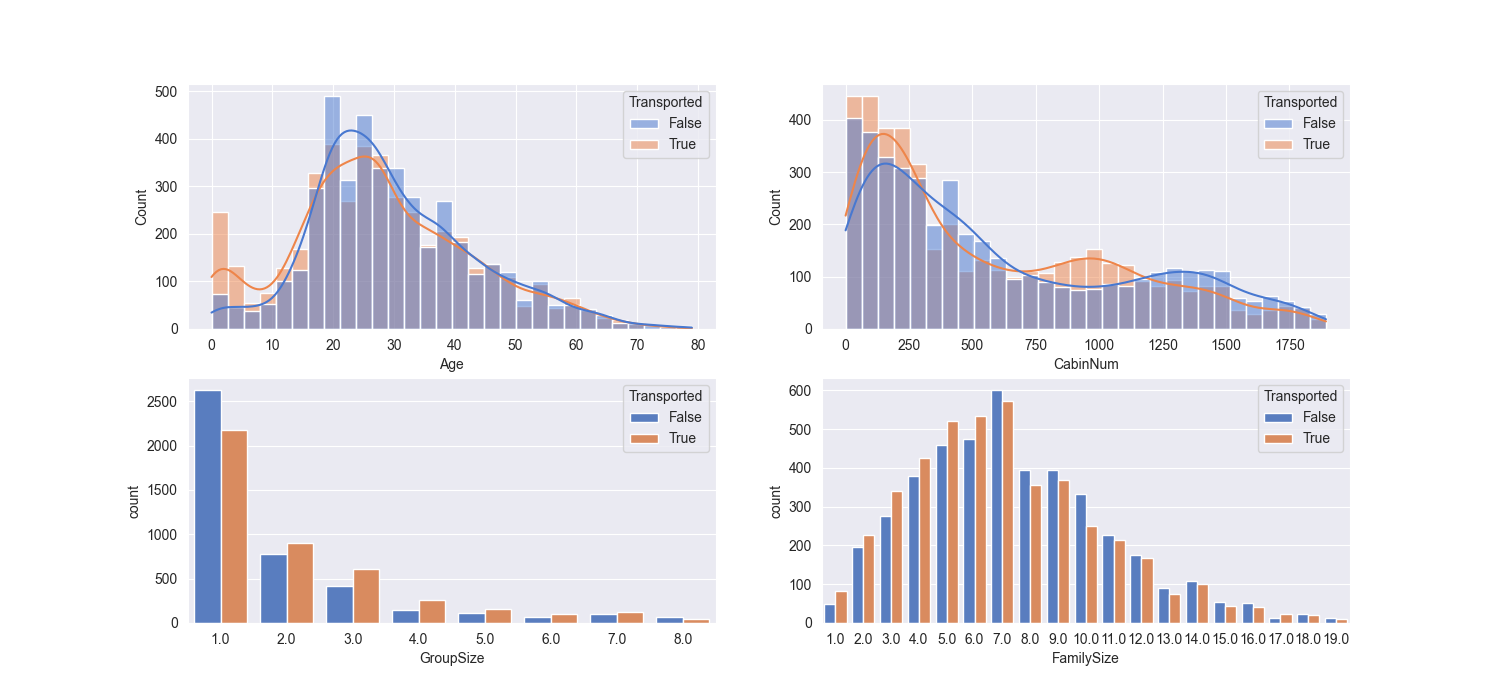 Transported
False
True
500
400
300
200
100
0
Count
0 10 20 30 40 50 60 70 80
Age
Transported
False
True
400
300
200
100
0
Count
0 250 500 750 1000 1250 1500 1750
CabinNum
Transported
False
True
2500
2000
1500
1000
500
0
count
1.0 2.0 3.0 4.0 5.0 6.0 7.0 8.0
GroupSize
Transported
False
True
600
500
400
300
200
100
0
count
1.0 2.0 3.0 4.0 5.0 6.0 7.0 8.0 9.0 10.0 11.0 12.0 13.0 14.0 15.0 16.0 17.0 18.0 19.0
FamilySize